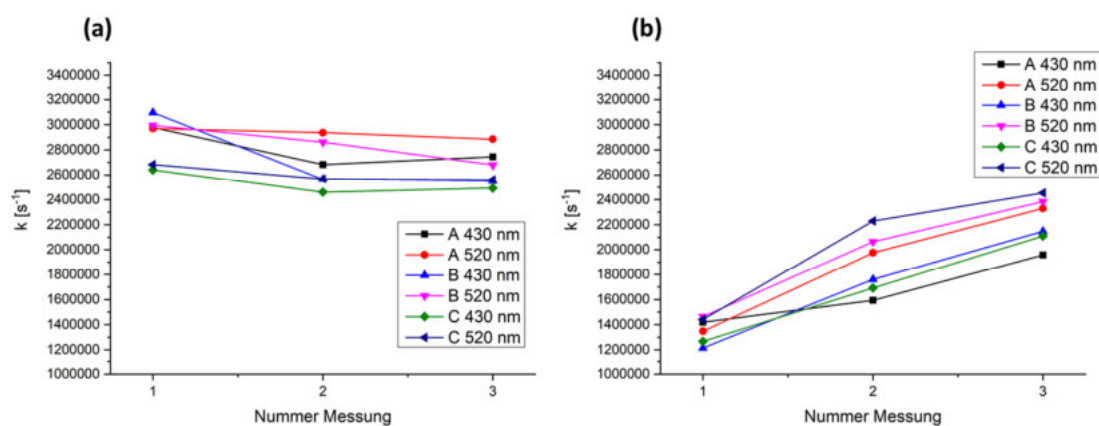 (a)
k [s⁻¹]
3400000
3200000
3000000
2800000
2600000
2400000
2200000
2000000
1800000
1600000
1400000
1200000
1000000
A 430 nm
A 520 nm
B 430 nm
B 520 nm
C 430 nm
C 520 nm
1 2 3
Nummer Messung
(b)
k [s⁻¹]
3400000
3200000
3000000
2800000
2600000
2400000
2200000
2000000
1800000
1600000
1400000
1200000
1000000
A 430 nm
A 520 nm
B 430 nm
B 520 nm
C 430 nm
C 520 nm
1 2 3
Nummer Messung